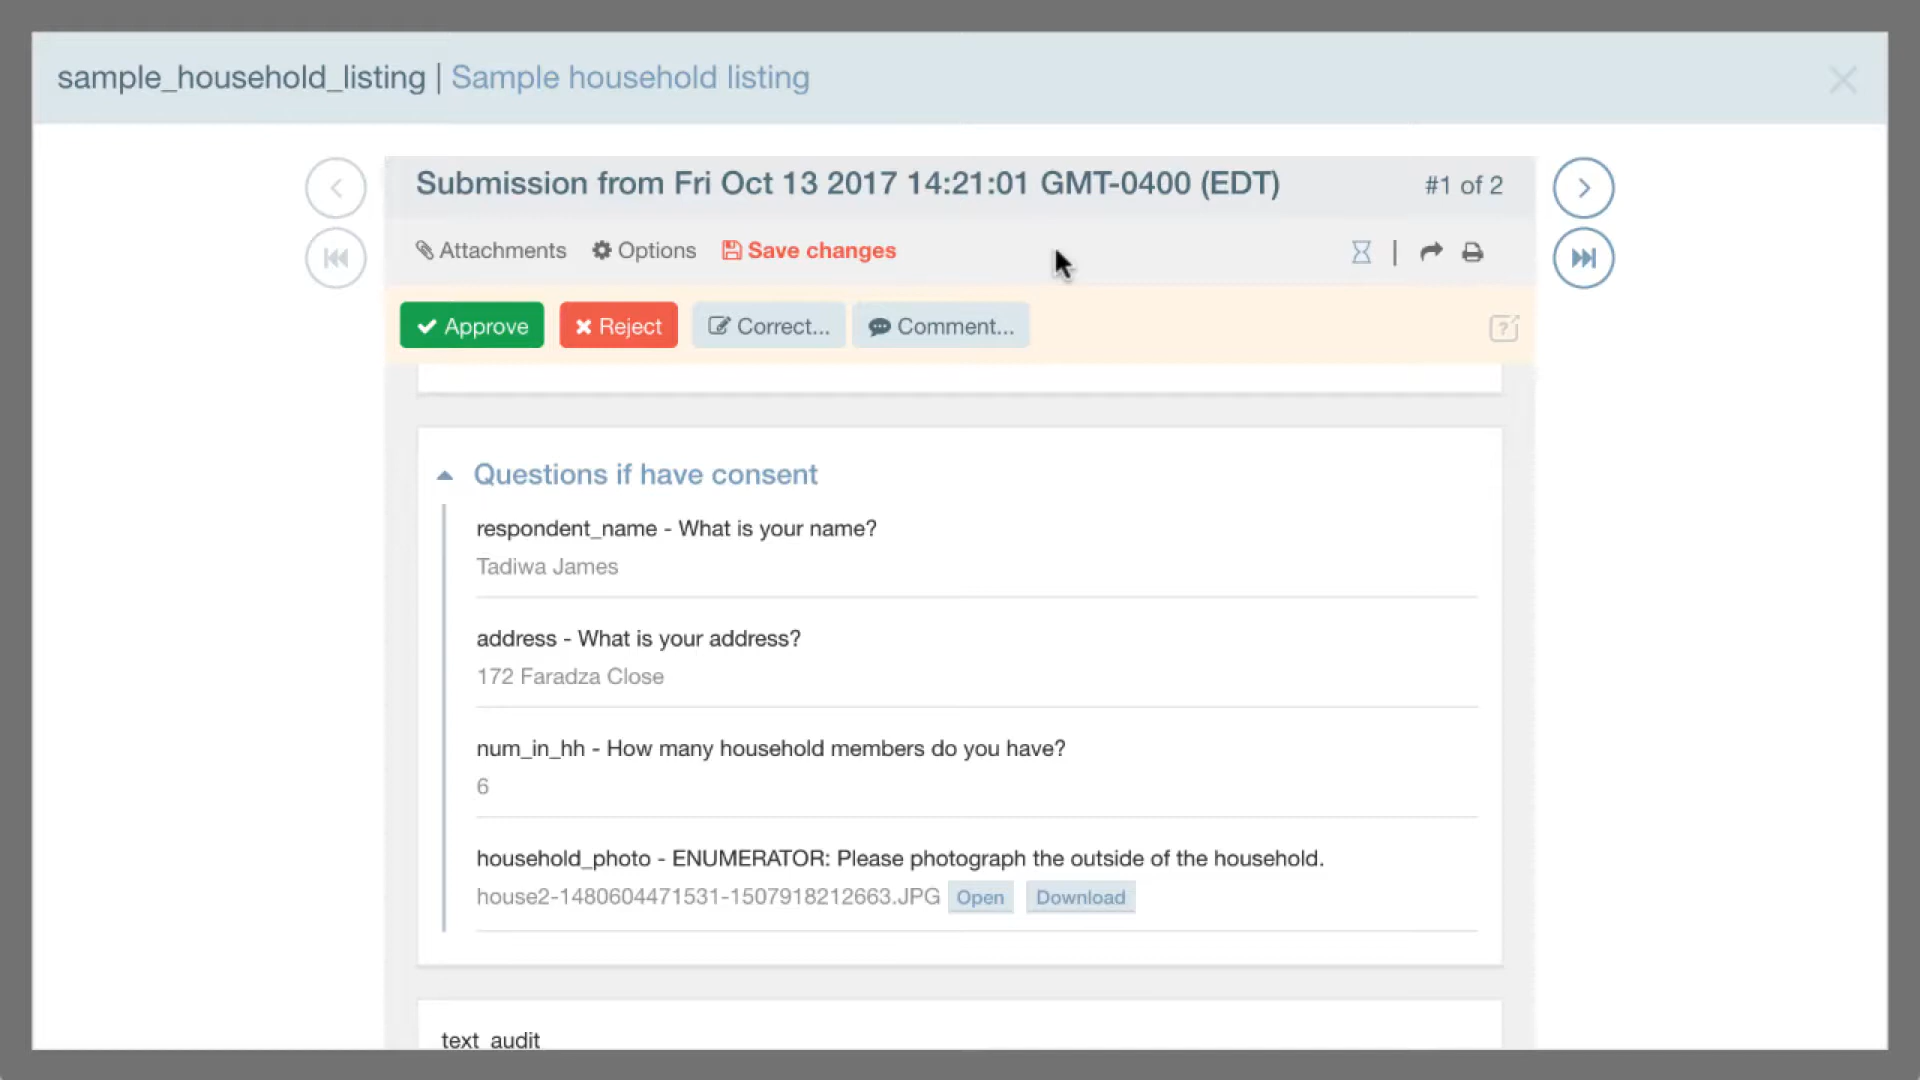 sample_household_listing | Sample household listing
Submission from Fri Oct 13 2017 14:21:01 GMT-0400 (EDT) #1 of 2
Attachments Options Save changes |
Approve Reject Correct... Comment... ?
Questions if have consent
respondent_name - What is your name?
Tadiwa James
address - What is your address?
172 Faradza Close
num_in_hh - How many household members do you have?
6
household_photo - ENUMERATOR: Please photograph the outside of the household.
house2-1480604471531-1507918212663.JPG Open Download
text_audit